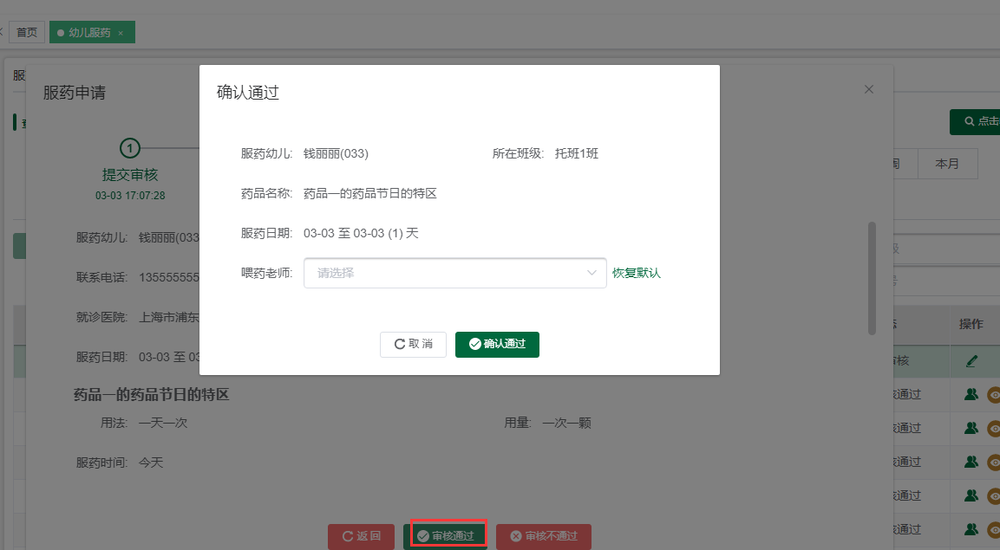 首页
幼儿服药 ×
服药申请
确认通过
点击
本月
1
提交审核
03-03 17:07:28
服药幼儿: 钱丽丽(033)
所在班级: 托班1班
药品名称: 药品一的药品节日的特区
服药日期: 03-03 至 03-03 (1) 天
喂药老师: 请选择
恢复默认
取 消
确认通过
服药幼儿: 钱丽丽(033
联系电话: 135555555
就诊医院: 上海市浦东
服药日期: 03-03 至 03
操作
审核
药品一的药品节日的特区
核通过
用法: 一天一次
用量: 一次一颗
核通过
服药时间: 今天
核通过
核通过
返 回
审核通过
审核不通过
核通过